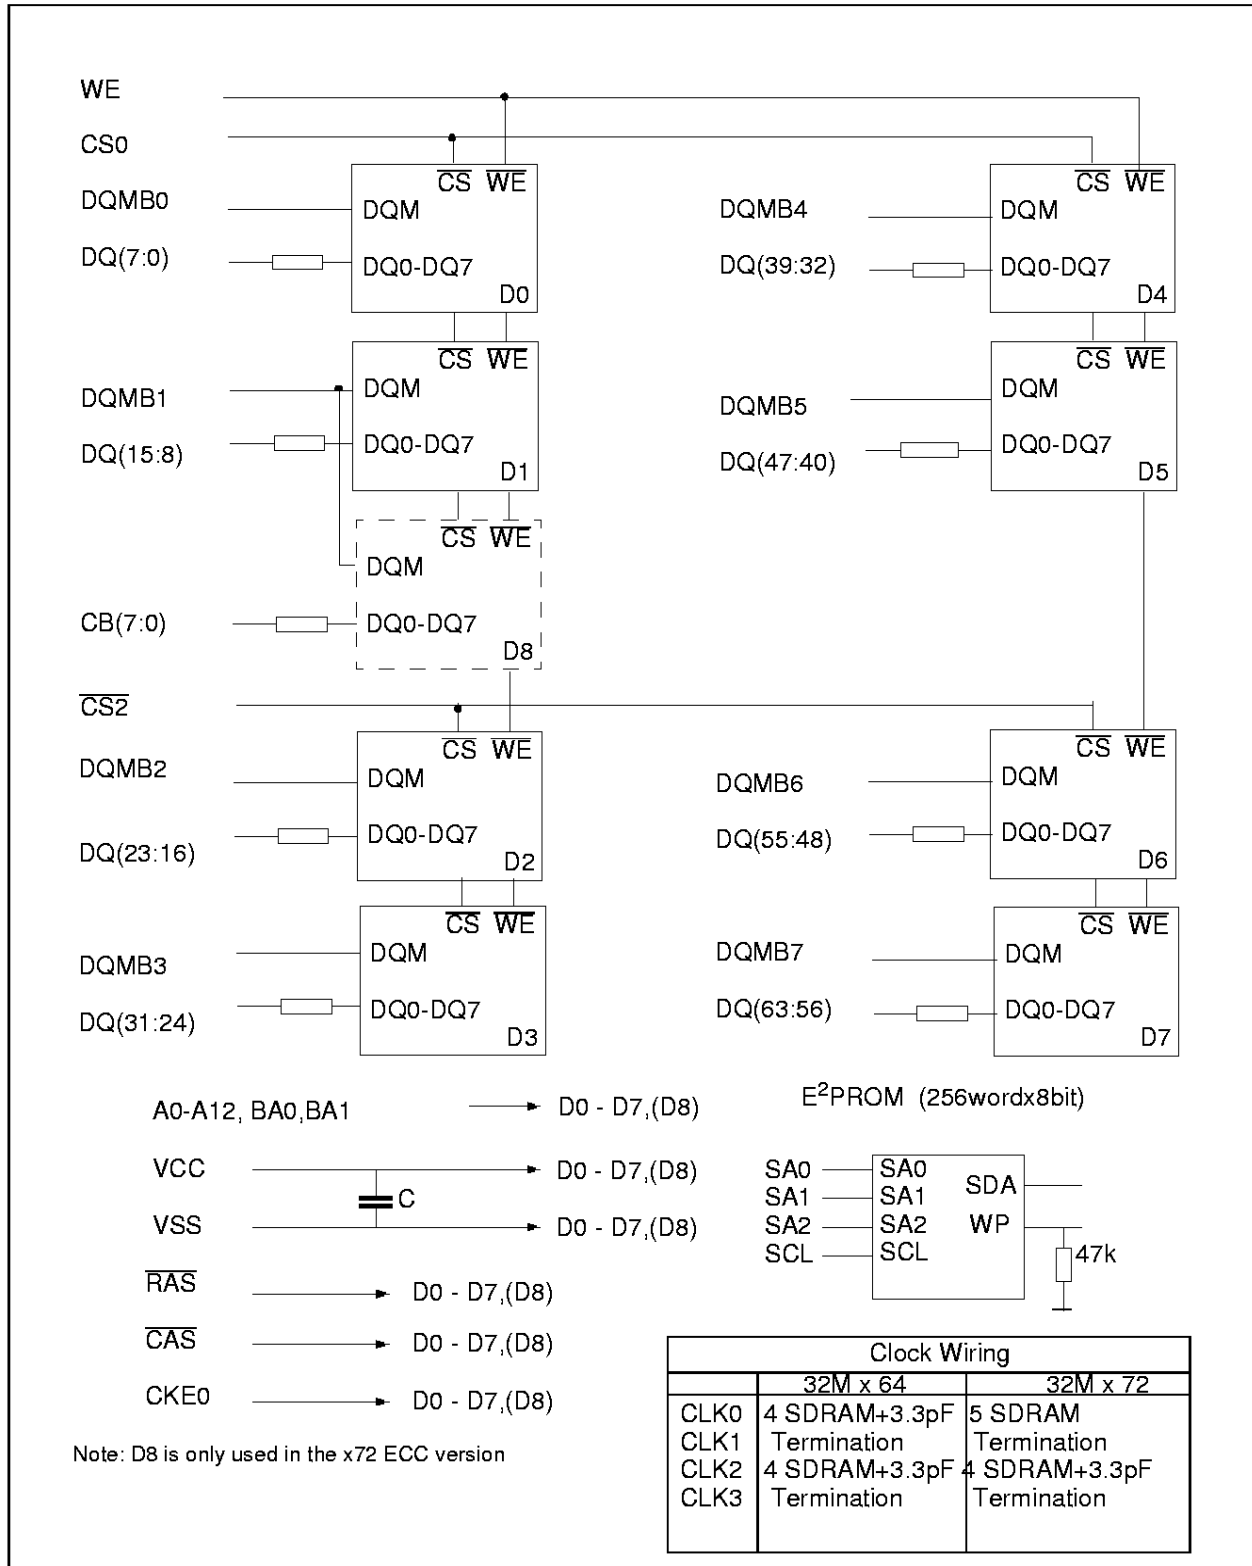 WE
CS0
CS WE
CS WE
DQMB0
DQM
DQMB4
DQM
DQ(7:0)
DQ0-DQ7
DQ(39:32)
DQ0-DQ7
D0
D4
CS WE
CS WE
DQMB1
DQM
DQMB5
DQM
DQ(15:8)
DQ0-DQ7
DQ(47:40)
DQ0-DQ7
D1
D5
CS WE
DQM
CB(7:0)
DQ0-DQ7
D8
CS2
CS WE
CS WE
DQMB2
DQM
DQMB6
DQM
DQ(23:16)
DQ0-DQ7
DQ(55:48)
DQ0-DQ7
D2
D6
CS WE
CS WE
DQMB3
DQM
DQMB7
DQM
DQ(31:24)
DQ0-DQ7
DQ(63:56)
DQ0-DQ7
D3
D7
A0-A12, BA0,BA1
D0 - D7,(D8)
VCC
D0 - D7,(D8)
C
VSS
D0 - D7,(D8)
RAS
D0 - D7,(D8)
CAS
D0 - D7,(D8)
CKE0
D0 - D7,(D8)
Note: D8 is only used in the x72 ECC version
E²PROM (256wordx8bit)
SA0 SA0
SA1 SA1
SDA
SA2 SA2
WP
SCL SCL
47k
Clock Wiring
32M x 64 32M x 72
CLK0 4 SDRAM+3.3pF 5 SDRAM
CLK1 Termination Termination
CLK2 4 SDRAM+3.3pF 4 SDRAM+3.3pF
CLK3 Termination Termination